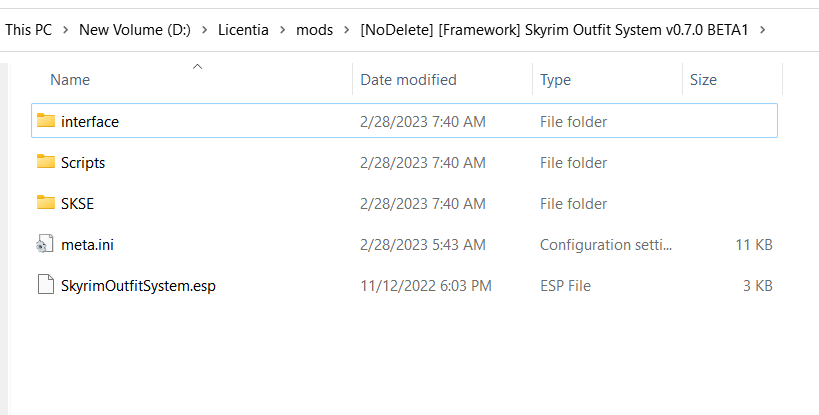 This PC > New Volume (D:) > Licentia > mods > [NoDelete] [Framework] Skyrim Outfit System v0.7.0 BETA1 >
Name Date modified Type Size
interface 2/28/2023 7:40 AM File folder
Scripts 2/28/2023 7:40 AM File folder
SKSE 2/28/2023 7:40 AM File folder
meta.ini 2/28/2023 5:43 AM Configuration setti... 11 KB
SkyrimOutfitSystem.esp 11/12/2022 6:03 PM ESP File 3 KB